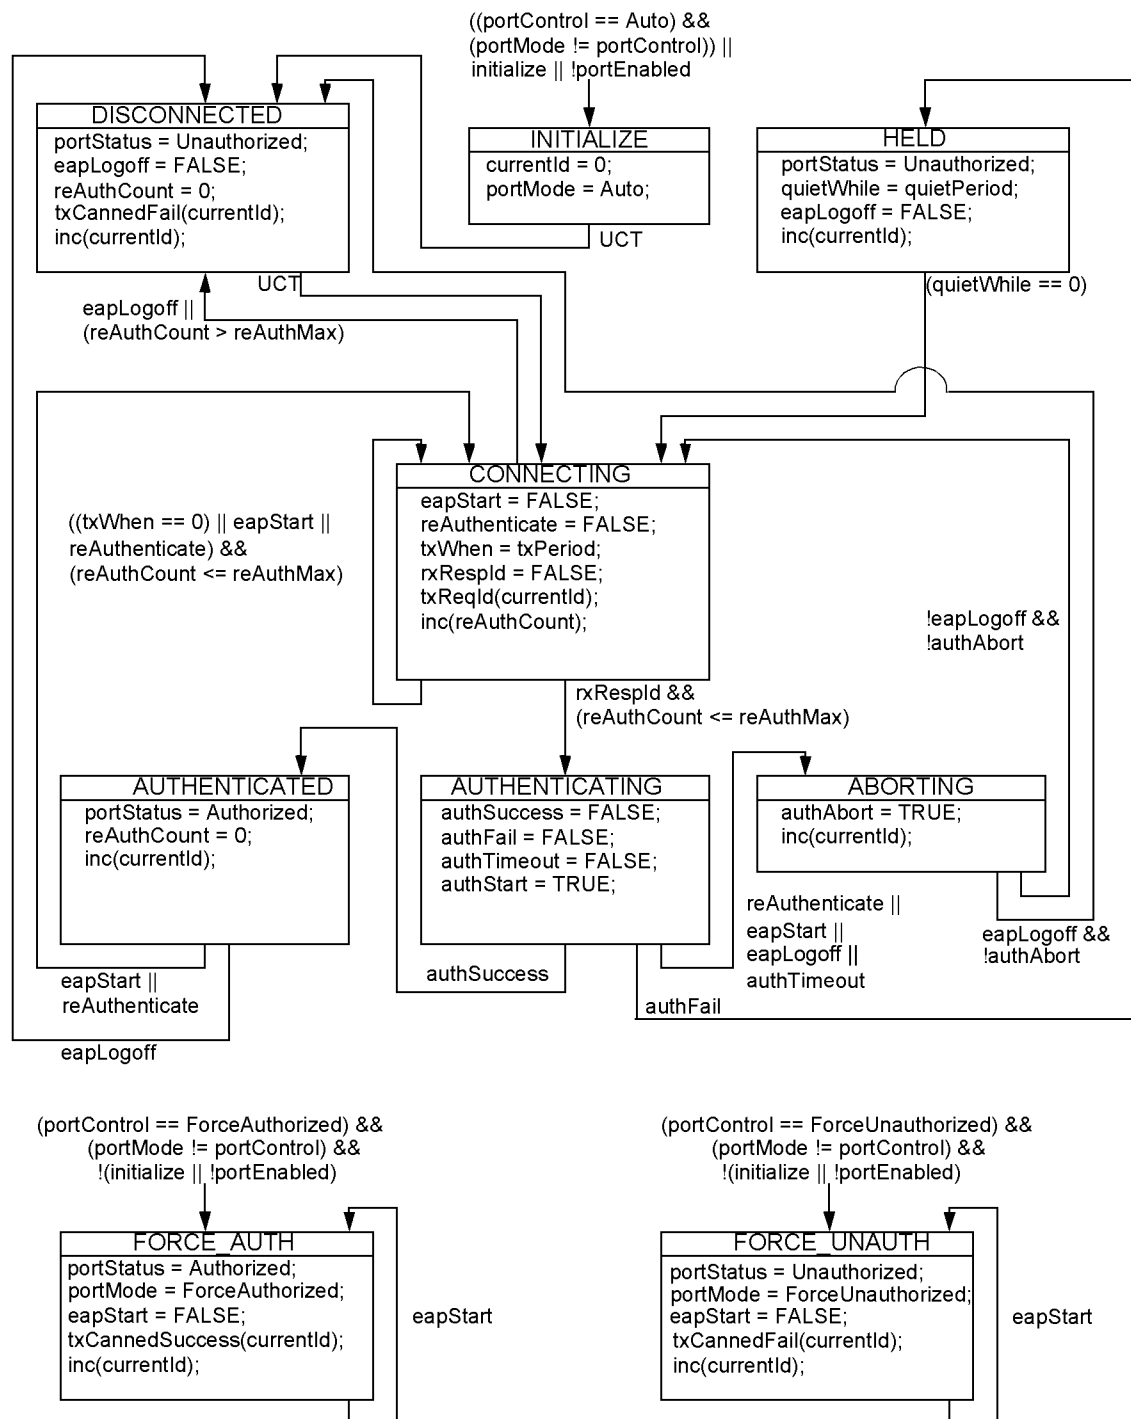 ((portControl == Auto) &&
(portMode != portControl)) ||
initialize || !portEnabled
DISCONNECTED
portStatus = Unauthorized;
eapLogoff = FALSE;
reAuthCount = 0;
txCannedFail(currentId);
inc(currentId);
INITIALIZE
currentId = 0;
portMode = Auto;
HELD
portStatus = Unauthorized;
quietWhile = quietPeriod;
eapLogoff = FALSE;
inc(currentId);
UCT
UCT
(quietWhile == 0)
eapLogoff ||
(reAuthCount > reAuthMax)
CONNECTING
eapStart = FALSE;
reAuthenticate = FALSE;
txWhen = txPeriod;
rxRespId = FALSE;
txReqId(currentId);
inc(reAuthCount);
((txWhen == 0) || eapStart ||
reAuthenticate) &&
(reAuthCount <= reAuthMax)
!eapLogoff &&
!authAbort
rxRespId &&
(reAuthCount <= reAuthMax)
AUTHENTICATED
portStatus = Authorized;
reAuthCount = 0;
inc(currentId);
AUTHENTICATING
authSuccess = FALSE;
authFail = FALSE;
authTimeout = FALSE;
authStart = TRUE;
ABORTING
authAbort = TRUE;
inc(currentId);
eapStart ||
reAuthenticate
eapLogoff
authSuccess
authFail
reAuthenticate ||
eapStart ||
eapLogoff ||
authTimeout
eapLogoff &&
!authAbort
(portControl == ForceAuthorized) &&
(portMode != portControl) &&
!(initialize || !portEnabled)
FORCE_AUTH
portStatus = Authorized;
portMode = ForceAuthorized;
eapStart = FALSE;
txCannedSuccess(currentId);
inc(currentId);
eapStart
(portControl == ForceUnauthorized) &&
(portMode != portControl) &&
!(initialize || !portEnabled)
FORCE_UNAUTH
portStatus = Unauthorized;
portMode = ForceUnauthorized;
eapStart = FALSE;
txCannedFail(currentId);
inc(currentId);
eapStart